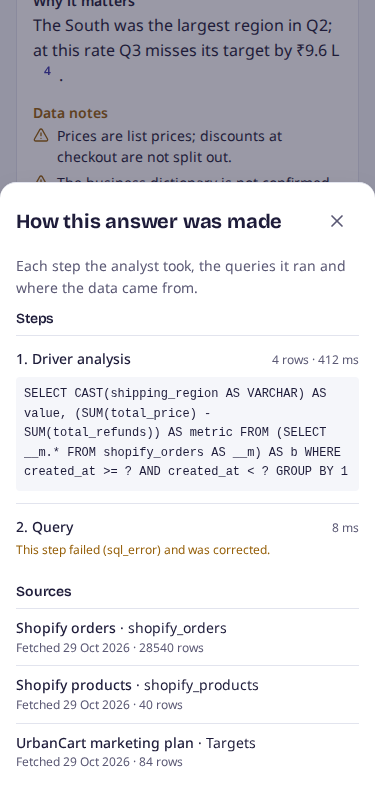 Why it matters
The South was the largest region in Q2;
at this rate Q3 misses its target by ₹9.6 L
4 .
Data notes
Prices are list prices; discounts at
checkout are not split out.
The business dictionary is not confirmed
How this answer was made
Each step the analyst took, the queries it ran and
where the data came from.
Steps
1. Driver analysis 4 rows · 412 ms
SELECT CAST(shipping_region AS VARCHAR) AS
value, (SUM(total_price) -
SUM(total_refunds)) AS metric FROM (SELECT
__m.* FROM shopify_orders AS __m) AS b WHERE
created_at >= ? AND created_at < ? GROUP BY 1
2. Query 8 ms
This step failed (sql_error) and was corrected.
Sources
Shopify orders · shopify_orders
Fetched 29 Oct 2026 · 28540 rows
Shopify products · shopify_products
Fetched 29 Oct 2026 · 40 rows
UrbanCart marketing plan · Targets
Fetched 29 Oct 2026 · 84 rows